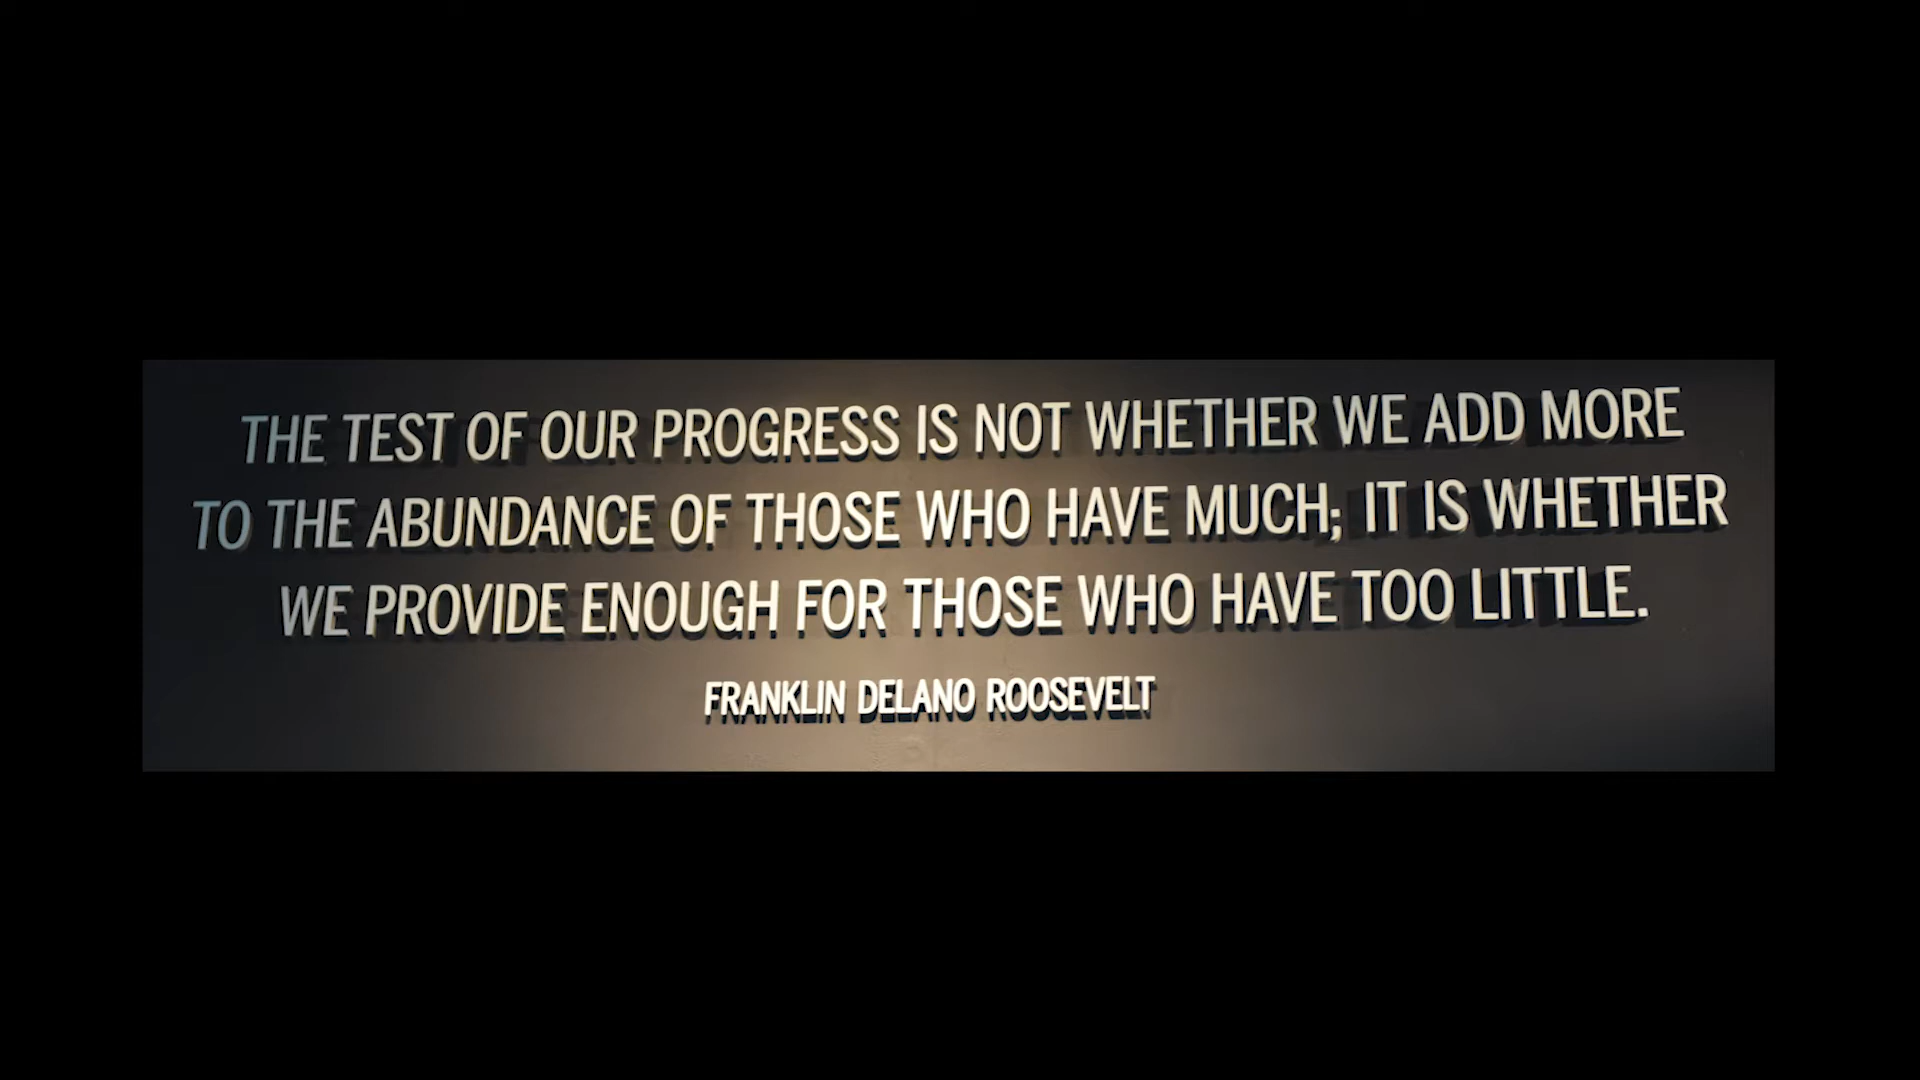 THE TEST OF OUR PROGRESS IS NOT WHETHER WE ADD MORE
TO THE ABUNDANCE OF THOSE WHO HAVE MUCH; IT IS WHETHER
WE PROVIDE ENOUGH FOR THOSE WHO HAVE TOO LITTLE.
FRANKLIN DELANO ROOSEVELT